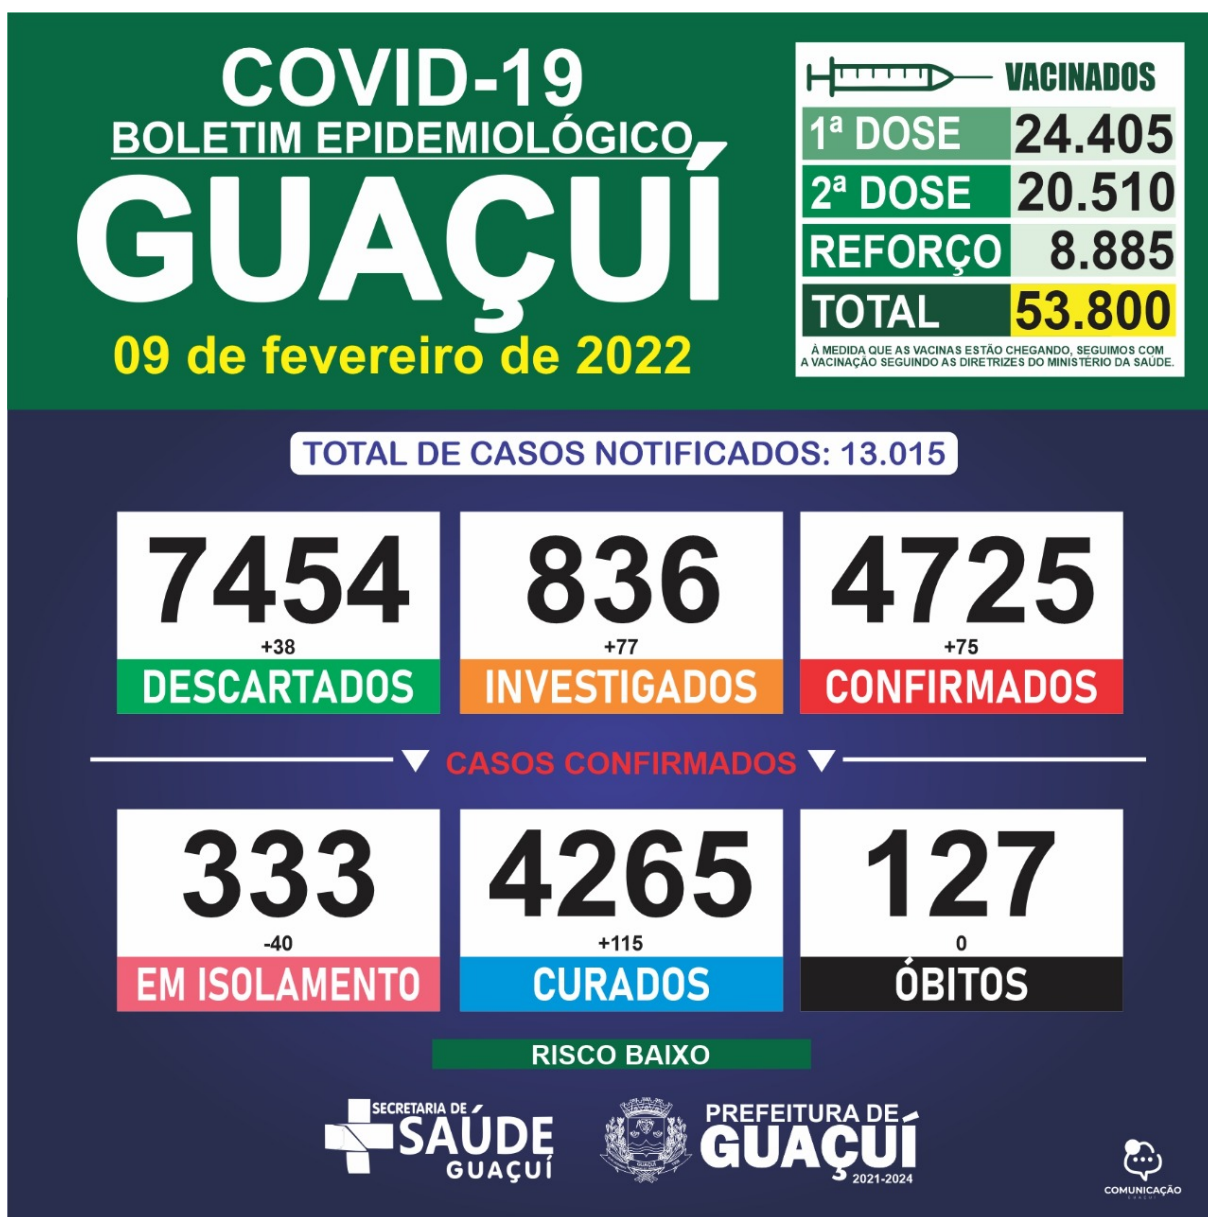 COVID-19
BOLETIM EPIDEMIOLÓGICO
GUAÇUÍ
09 de fevereiro de 2022
VACINADOS
1ª DOSE 24.405
2ª DOSE 20.510
REFORÇO 8.885
TOTAL 53.800
À MEDIDA QUE AS VACINAS ESTÃO CHEGANDO, SEGUIMOS COM
A VACINAÇÃO SEGUINDO AS DIRETRIZES DO MINISTÉRIO DA SAÚDE.
TOTAL DE CASOS NOTIFICADOS: 13.015
7454
+38
DESCARTADOS
836
+77
INVESTIGADOS
4725
+75
CONFIRMADOS
CASOS CONFIRMADOS
333
-40
EM ISOLAMENTO
4265
+115
CURADOS
127
0
ÓBITOS
RISCO BAIXO
SECRETARIA DE
SAÚDE
GUAÇUÍ
PREFEITURA DE
GUAÇUÍ
2021-2024
COMUNICAÇÃO